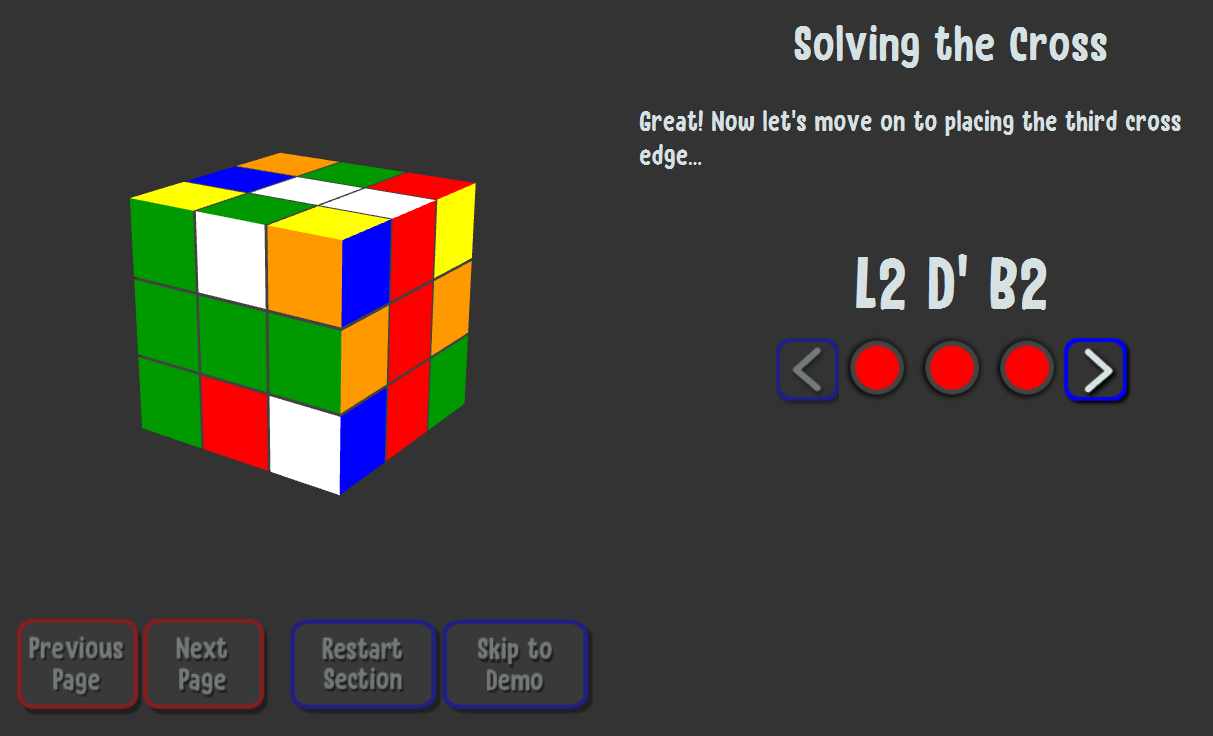 Solving the Cross
Great! Now let's move on to placing the third cross
edge...
L2 D' B2
Previous
Page
Next
Page
Restart
Section
Skip to
Demo